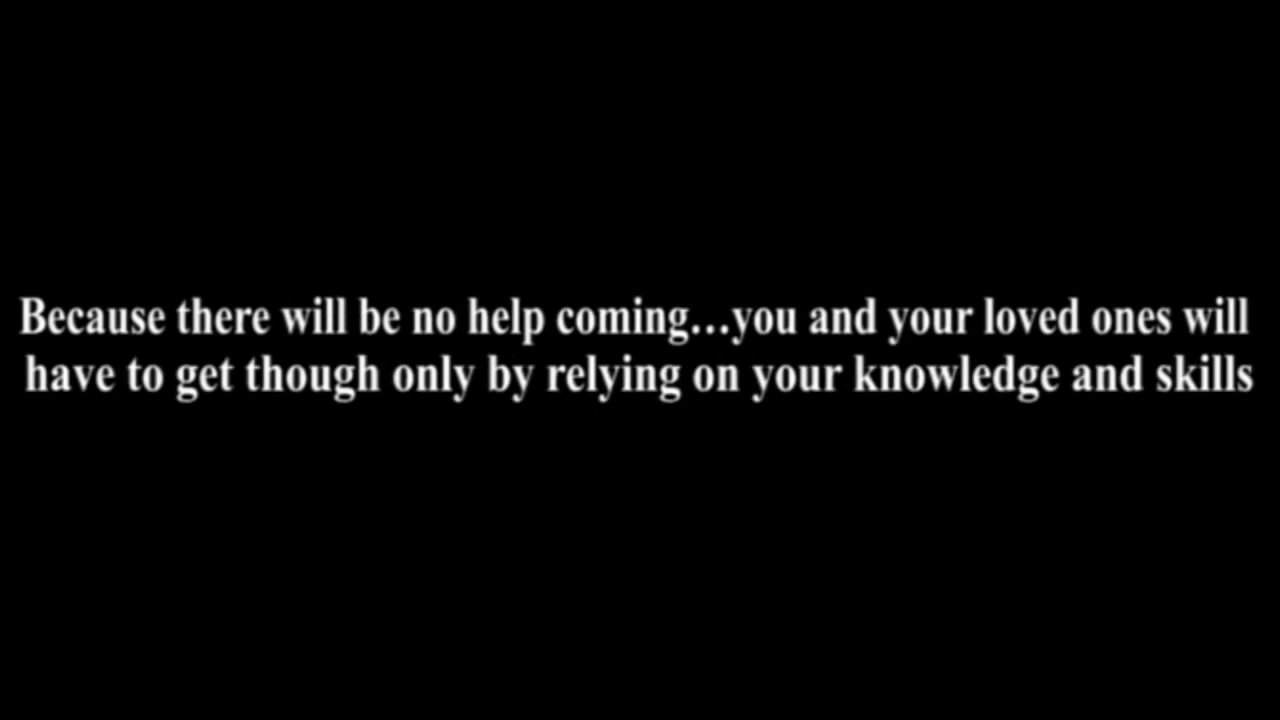 Because there will be no help coming...you and your loved ones will
have to get though only by relying on your knowledge and skills